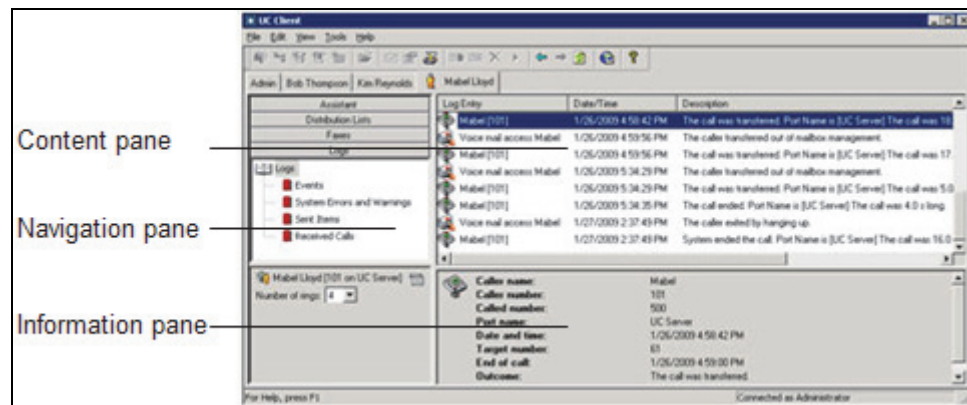 UC Client
File Edit View Tools Help
Admin Bob Thompson Kim Reynolds Mabel Lloyd
Assistant
Distribution Lists
Faxes
Logs
Logs
Events
System Errors and Warnings
Sent Items
Received Calls
Log Entry Date/Time Description
Mabel [101] 1/26/2009 4:58:42 PM The call was transferred. Port Name is [UC Server] The call was 18.
Voice mail access Mabel 1/26/2009 4:59:56 PM The caller transferred out of mailbox management.
Mabel [101] 1/26/2009 4:59:56 PM The call was transferred. Port Name is [UC Server] The call was 17.
Voice mail access Mabel 1/26/2009 5:34:29 PM The caller transferred out of mailbox management.
Mabel [101] 1/26/2009 5:34:29 PM The call was transferred. Port Name is [UC Server] The call was 5.0
Mabel [101] 1/26/2009 5:34:35 PM The call ended. Port Name is [UC Server] The call was 4.0 s long.
Voice mail access Mabel 1/27/2009 2:37:49 PM The caller exited by hanging up.
Mabel [101] 1/27/2009 2:37:49 PM System ended the call. Port Name is [UC Server] The call was 16.0
Content pane
Navigation pane
Information pane
Mabel Lloyd [101 on UC Server]
Number of rings: 4
Caller name: Mabel
Caller number: 101
Called number: 500
Port name: UC Server
Date and time: 1/26/2009 4:58:42 PM
Target number: 61
End of call: 1/26/2009 4:59:00 PM
Outcome: The call was transferred.
For Help, press F1 Connected as Administrator